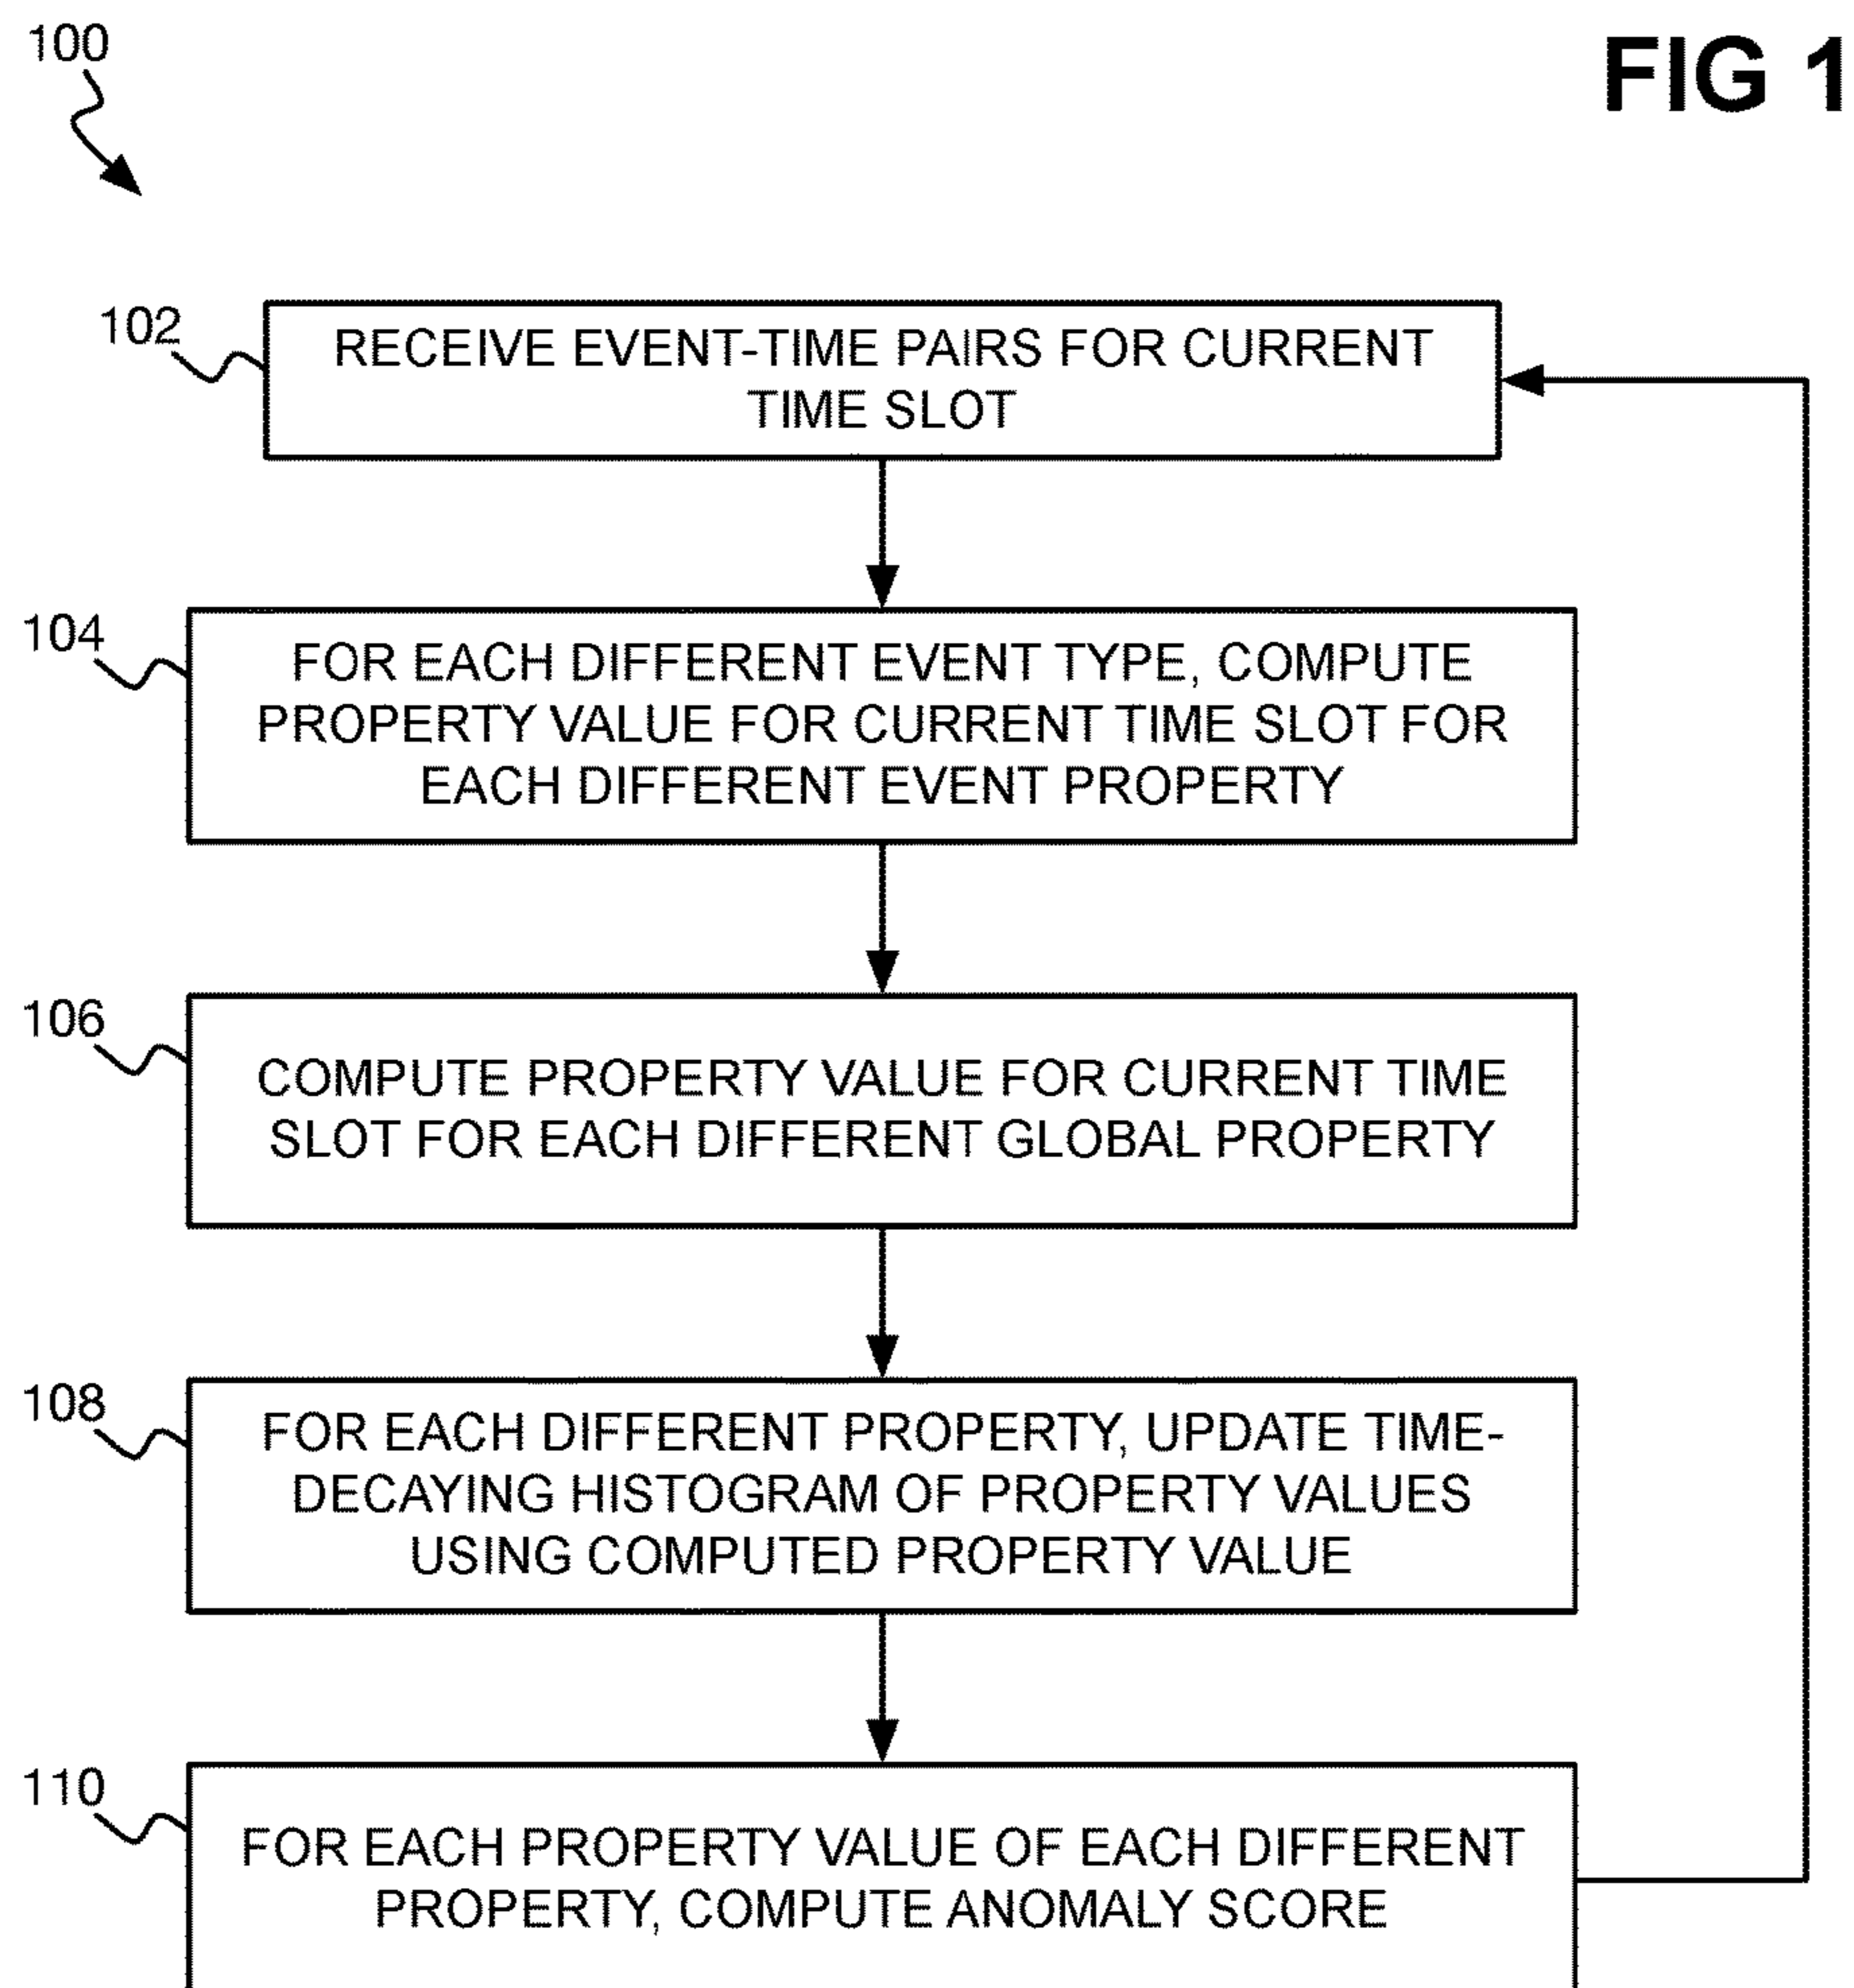 100
FIG 1
102
RECEIVE EVENT-TIME PAIRS FOR CURRENT
TIME SLOT
104
FOR EACH DIFFERENT EVENT TYPE, COMPUTE
PROPERTY VALUE FOR CURRENT TIME SLOT FOR
EACH DIFFERENT EVENT PROPERTY
106
COMPUTE PROPERTY VALUE FOR CURRENT TIME
SLOT FOR EACH DIFFERENT GLOBAL PROPERTY
108
FOR EACH DIFFERENT PROPERTY, UPDATE TIME-
DECAYING HISTOGRAM OF PROPERTY VALUES
USING COMPUTED PROPERTY VALUE
110
FOR EACH PROPERTY VALUE OF EACH DIFFERENT
PROPERTY, COMPUTE ANOMALY SCORE